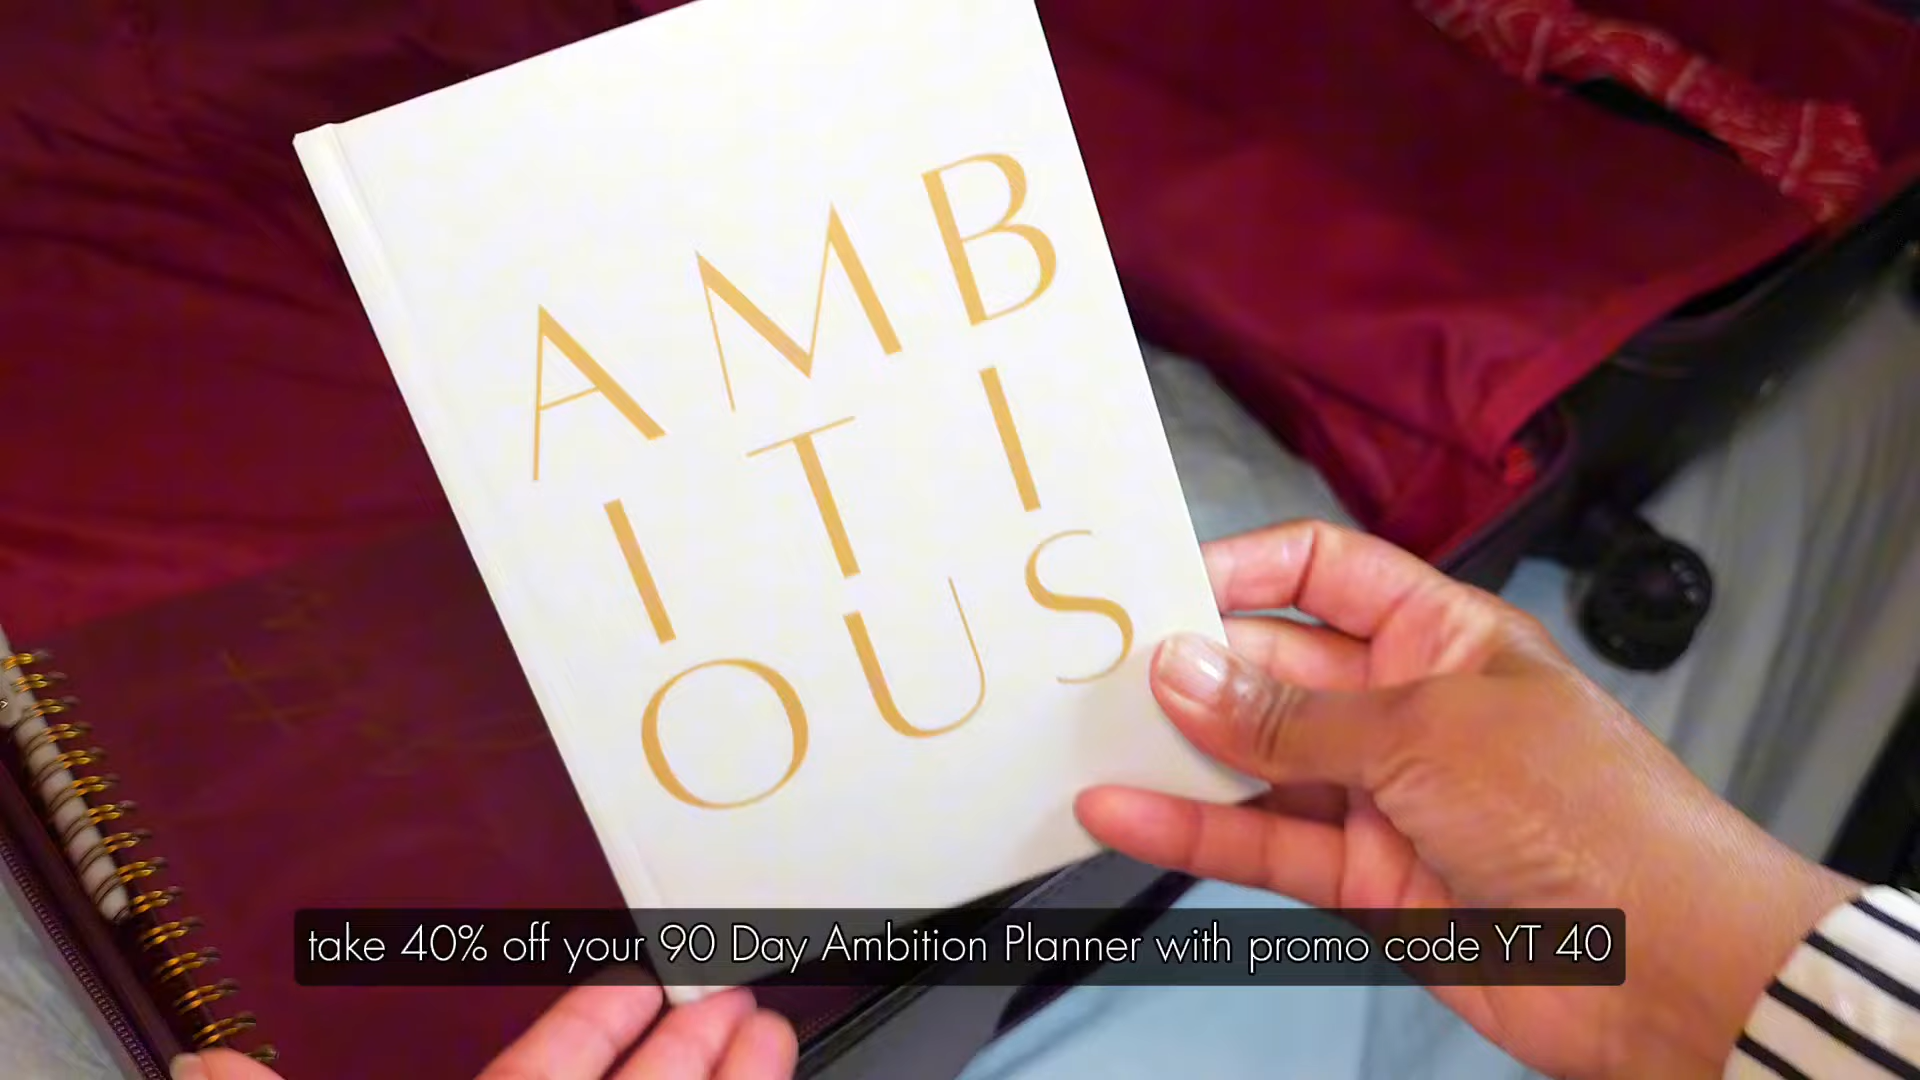 AMB
ITI
OUS
take 40% off your 90 Day Ambition Planner with promo code YT 40